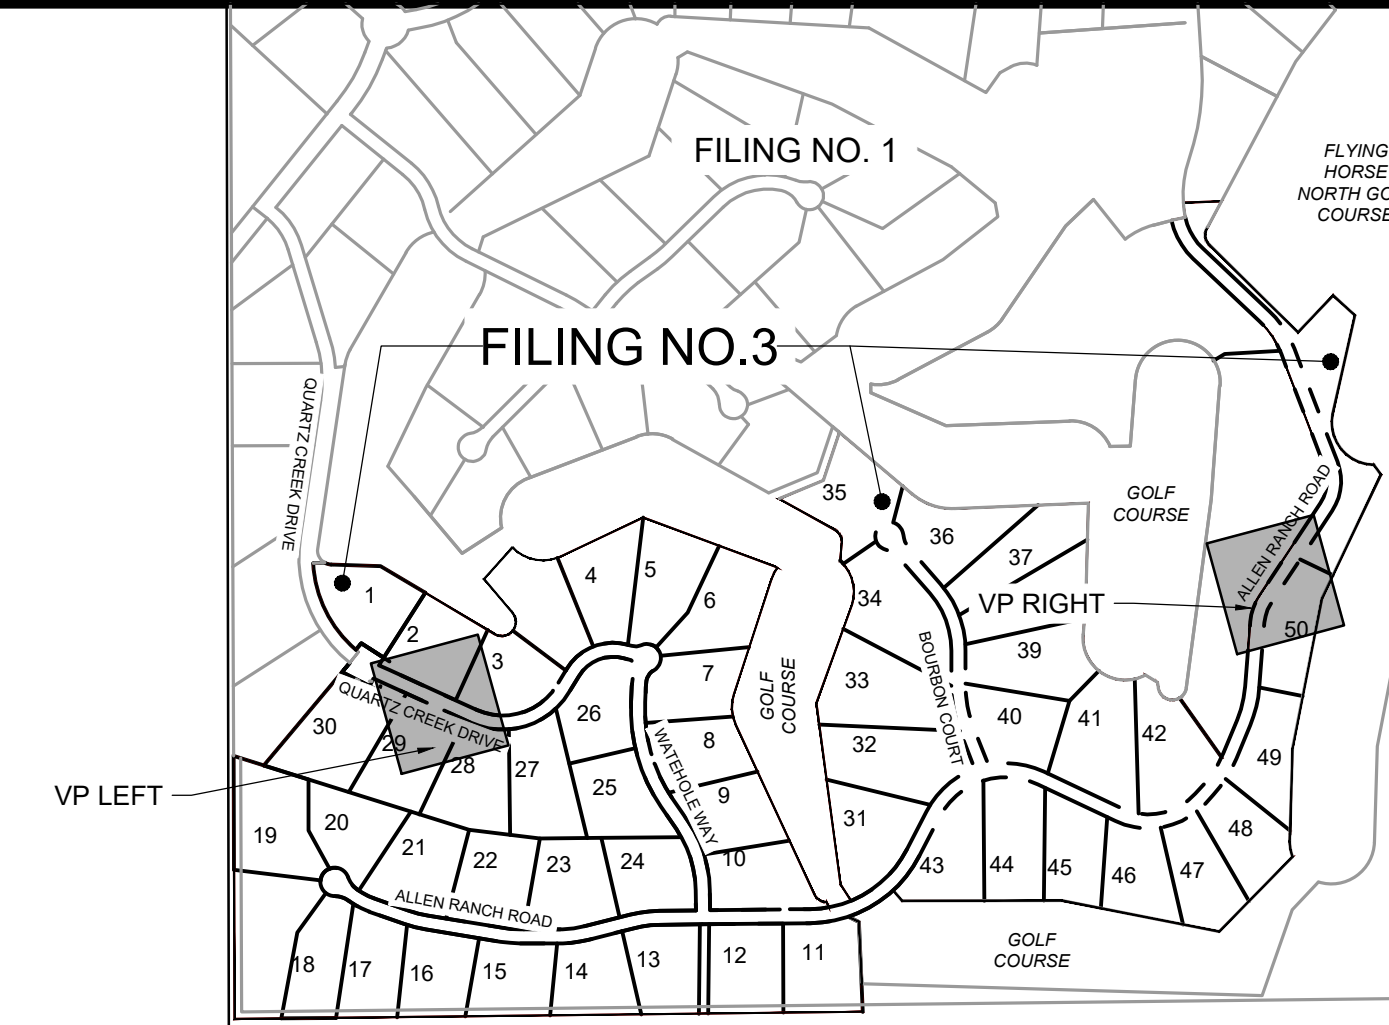 FILING NO. 1
FLYING
HORSE
NORTH GO
COURSE
FILING NO.3
QUARTZ CREEK DRIVE
GOLF
COURSE
ALLEN RANCH ROAD
35
36
37
VP RIGHT
34
39
50
33
BOURBON COURT
40
41
42
32
49
31
48
43
44
45
46
47
1
2
3
4
5
6
7
8
9
10
GOLF
COURSE
WATEHOLE WAY
QUARTZ CREEK DRIVE
30
29
28
27
26
25
VP LEFT
19
20
21
22
23
24
ALLEN RANCH ROAD
18
17
16
15
14
13
12
11
GOLF
COURSE